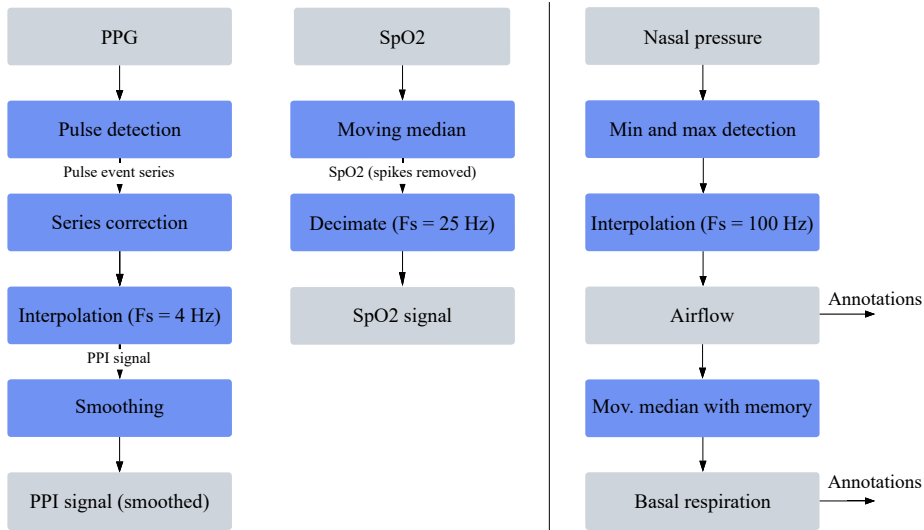 PPG
Pulse detection
Pulse event series
Series correction
Interpolation (Fs = 4 Hz)
PPI signal
Smoothing
PPI signal (smoothed)
SpO2
Moving median
SpO2 (spikes removed)
Decimate (Fs = 25 Hz)
SpO2 signal
Nasal pressure
Min and max detection
Interpolation (Fs = 100 Hz)
Airflow
Annotations
Mov. median with memory
Basal respiration
Annotations